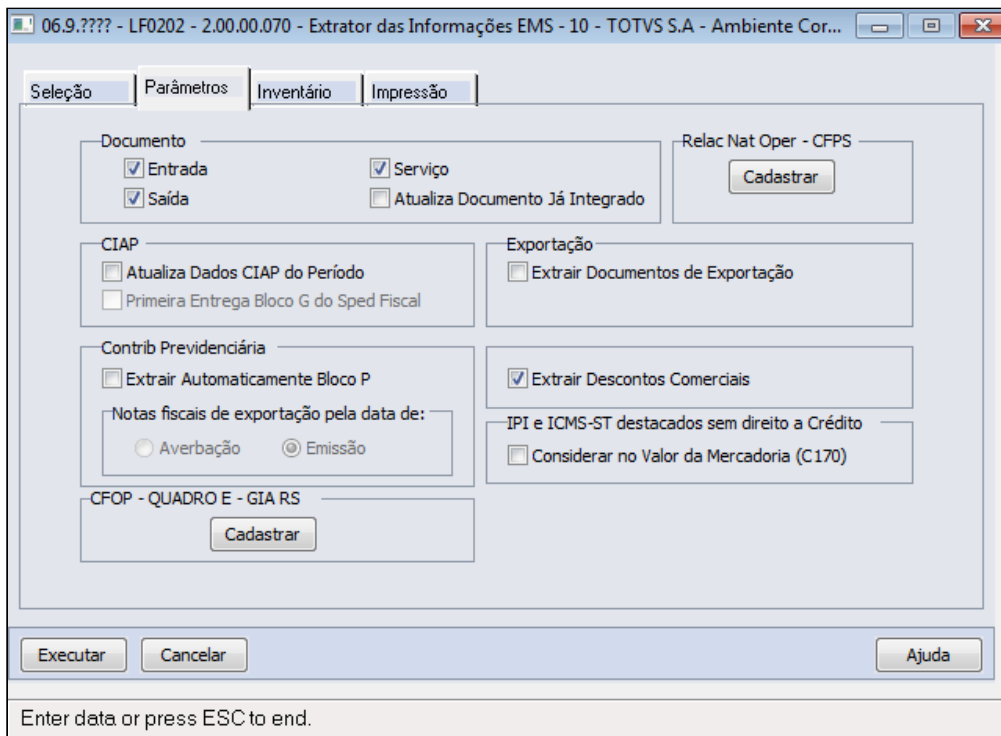 06.9.???? - LF0202 - 2.00.00.070 - Extrator das Informações EMS - 10 - TOTVS S.A - Ambiente Cor...
Seleção Parâmetros Inventário Impressão
Documento
Entrada Serviço
Saída Atualiza Documento Já Integrado
Relac Nat Oper - CFPS
Cadastrar
CIAP
Atualiza Dados CIAP do Período
Primeira Entrega Bloco G do Sped Fiscal
Exportação
Extrair Documentos de Exportação
Contrib Previdenciária
Extrair Automaticamente Bloco P
Notas fiscais de exportação pela data de:
Averbação Emissão
Extrair Descontos Comerciais
IPI e ICMS-ST destacados sem direito a Crédito
Considerar no Valor da Mercadoria (C170)
CFOP - QUADRO E - GIA RS
Cadastrar
Executar Cancelar Ajuda
Enter data or press ESC to end.